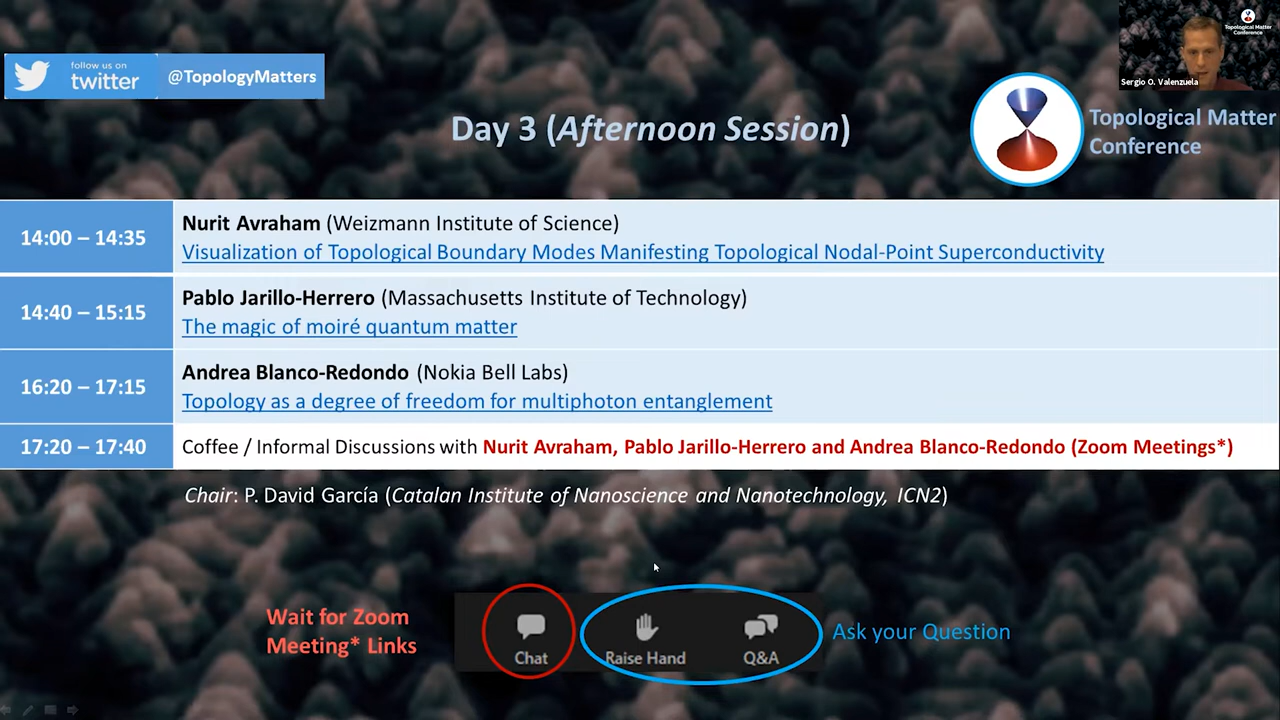 follow us on
twitter
@TopologyMatters
Topological Matter
Conference
Sergio O. Valenzuela
Day 3 (Afternoon Session)
Topological Matter
Conference
14:00 – 14:35
Nurit Avraham (Weizmann Institute of Science)
Visualization of Topological Boundary Modes Manifesting Topological Nodal-Point Superconductivity
14:40 – 15:15
Pablo Jarillo-Herrero (Massachusetts Institute of Technology)
The magic of moiré quantum matter
16:20 – 17:15
Andrea Blanco-Redondo (Nokia Bell Labs)
Topology as a degree of freedom for multiphoton entanglement
17:20 – 17:40
Coffee / Informal Discussions with Nurit Avraham, Pablo Jarillo-Herrero and Andrea Blanco-Redondo (Zoom Meetings*)
Chair: P. David García (Catalan Institute of Nanoscience and Nanotechnology, ICN2)
Wait for Zoom
Meeting* Links
Chat
Raise Hand
Q&A
Ask your Question